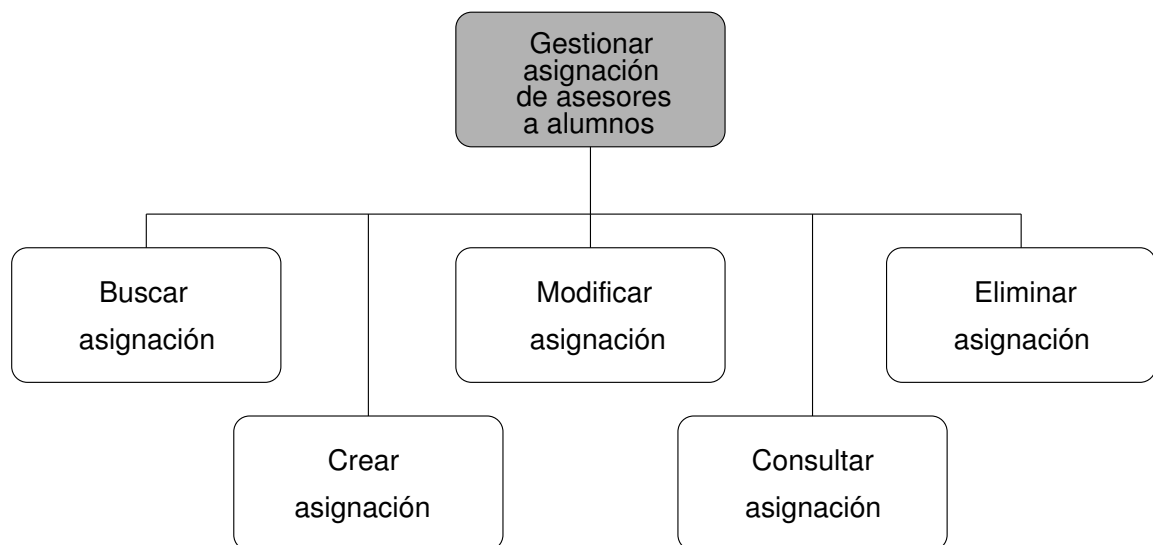 Gestionar
asignación
de asesores
a alumnos
Buscar
asignación
Modificar
asignación
Eliminar
asignación
Crear
asignación
Consultar
asignación